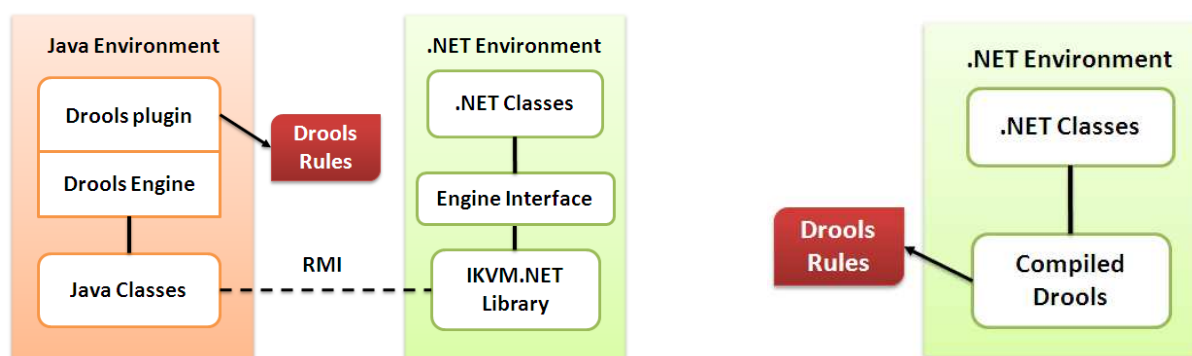 Java Environment
Drools plugin
Drools Engine
Java Classes
Drools
Rules
RMI
.NET Environment
.NET Classes
Engine Interface
IKVM.NET
Library
.NET Environment
.NET Classes
Drools
Rules
Compiled
Drools